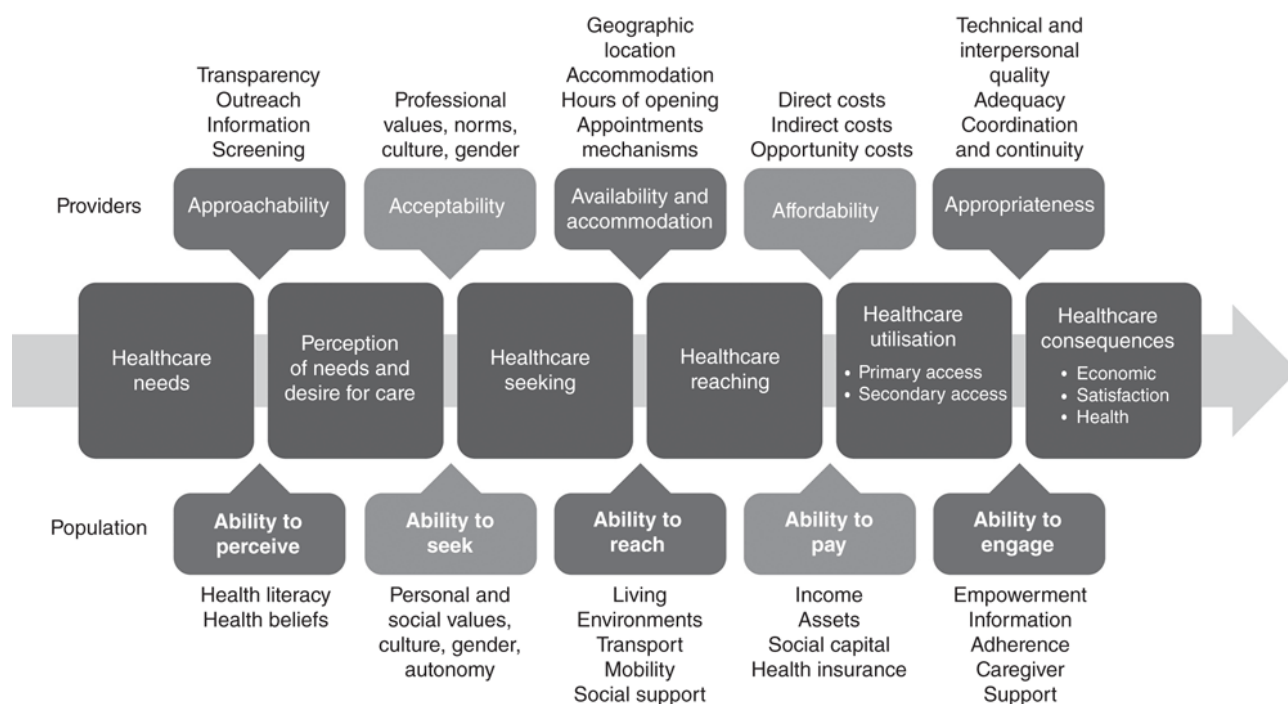 Transparency
Outreach
Information
Screening
Professional
values, norms,
culture, gender
Geographic
location
Accommodation
Hours of opening
Appointments
mechanisms
Direct costs
Indirect costs
Opportunity costs
Technical and
interpersonal
quality
Adequacy
Coordination
and continuity
Providers
Approachability
Acceptability
Availability and
accommodation
Affordability
Appropriateness
Healthcare
needs
Perception
of needs and
desire for care
Healthcare
seeking
Healthcare
reaching
Healthcare
utilisation
• Primary access
• Secondary access
Healthcare
consequences
• Economic
• Satisfaction
• Health
Population
Ability to
perceive
Ability to
seek
Ability to
reach
Ability to
pay
Ability to
engage
Health literacy
Health beliefs
Personal and
social values,
culture, gender,
autonomy
Living
Environments
Transport
Mobility
Social support
Income
Assets
Social capital
Health insurance
Empowerment
Information
Adherence
Caregiver
Support